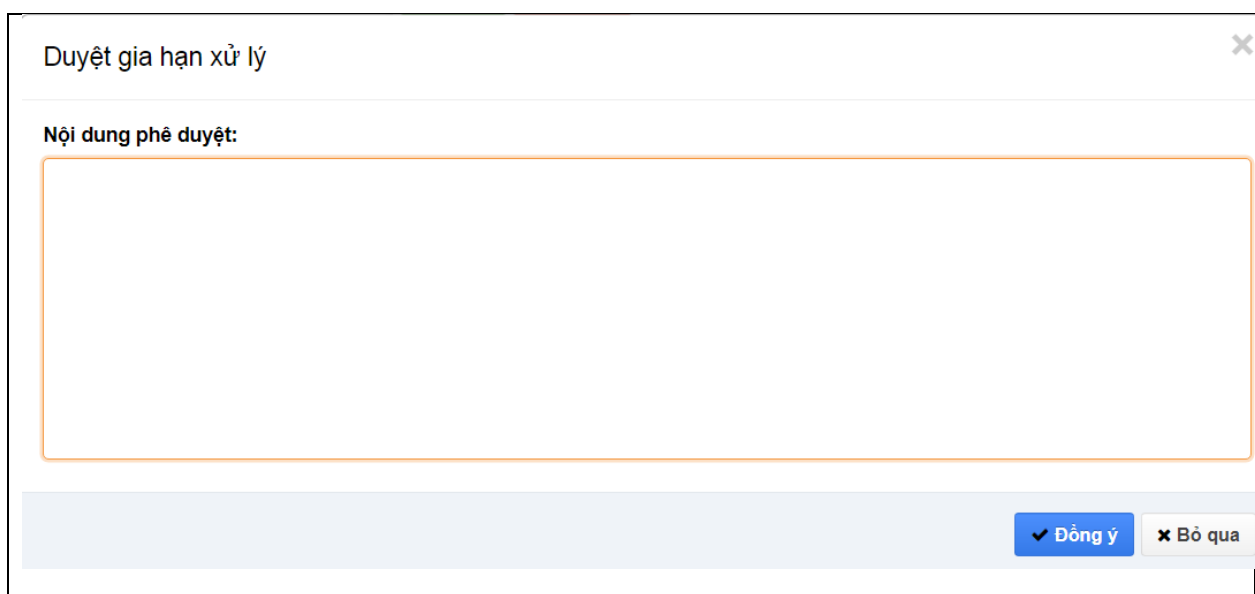 Duyệt gia hạn xử lý
Nội dung phê duyệt:
Đồng ý
Bỏ qua